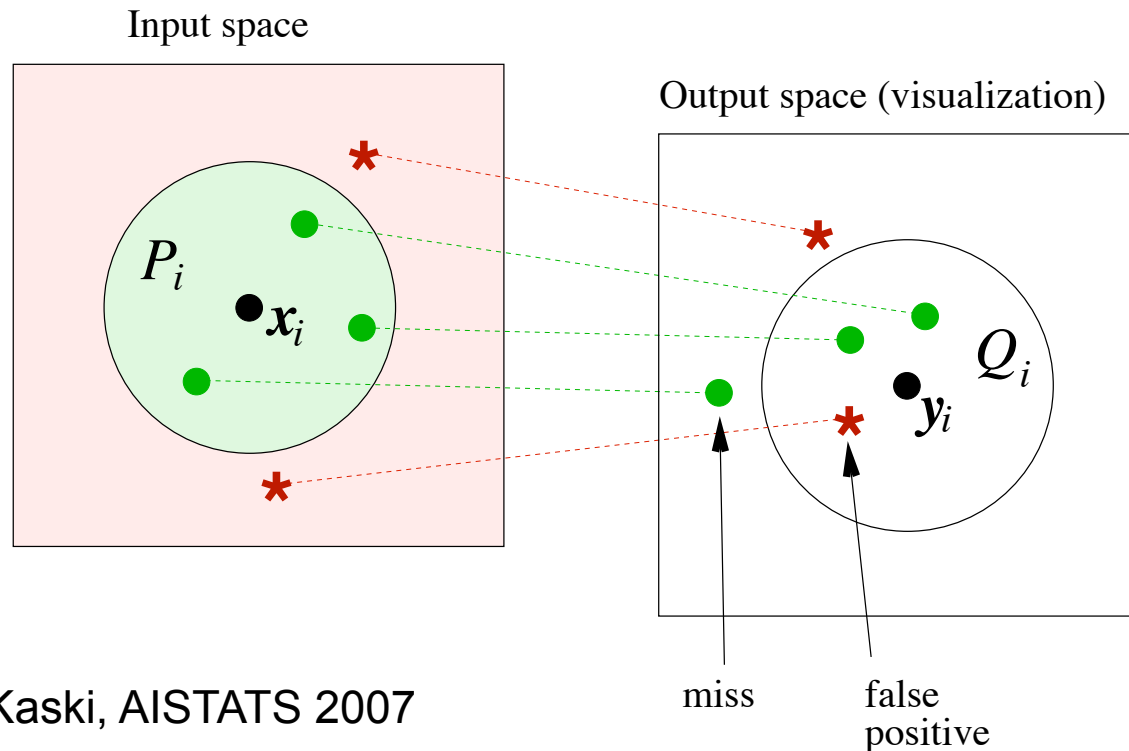 Input space
Output space (visualization)
P_i
x_i
Q_i
y_i
miss
false
positive
Kaski, AISTATS 2007